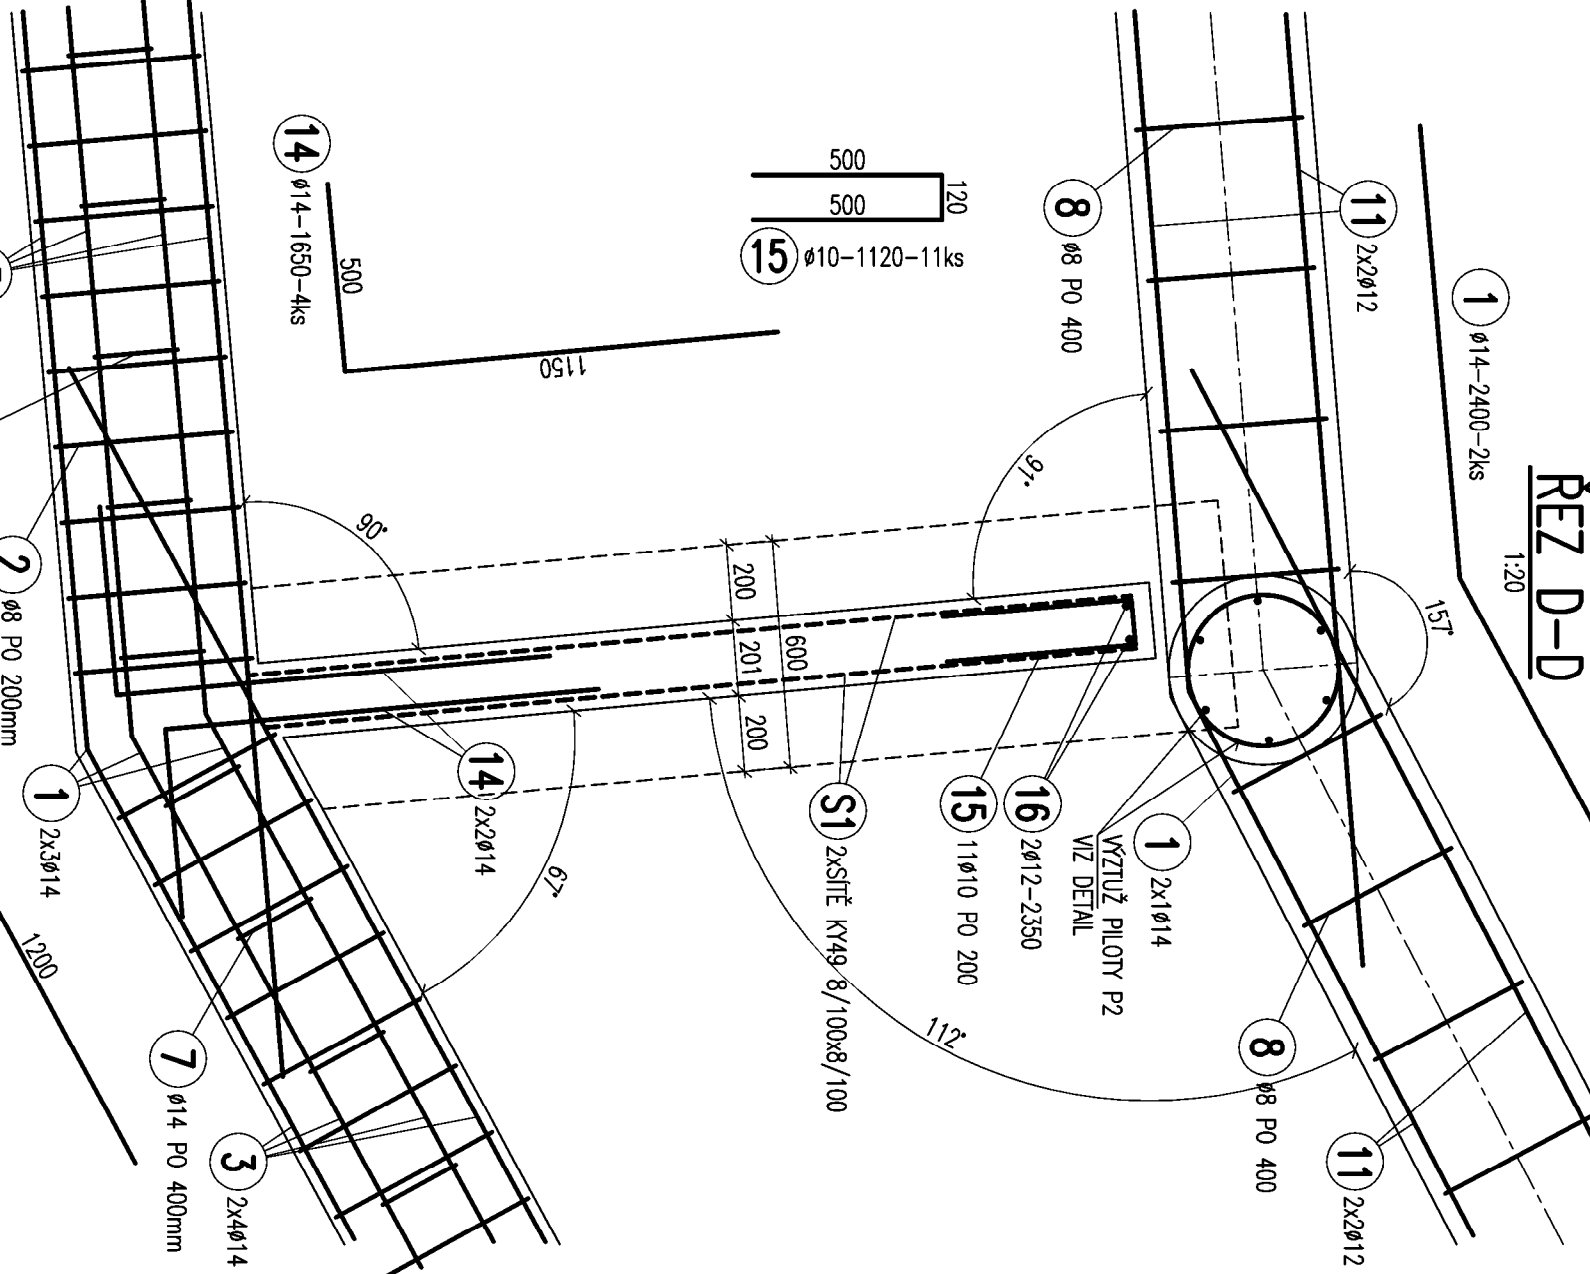 ŘEZ D-D
1:20
1 ø14-2400-2ks
11 2x2ø12
8 ø8 PO 400
500
120
500
15 ø10-1120-11ks
14 ø14-1650-4ks
500
1150
91°
157°
90°
200
201
200
600
2 ø8 PO 200mm
1 2x3ø14
14 2x2ø14
67°
S1 2xSÍTĚ KY49 8/100x8/100
15 11ø10 PO 200
16 2ø12-2350
VÝZTUŽ PILOTY P2
VIZ DETAIL
1 2x1ø14
112°
8 ø8 PO 400
11 2x2ø12
7 ø14 PO 400mm
3 2x4ø14
1200